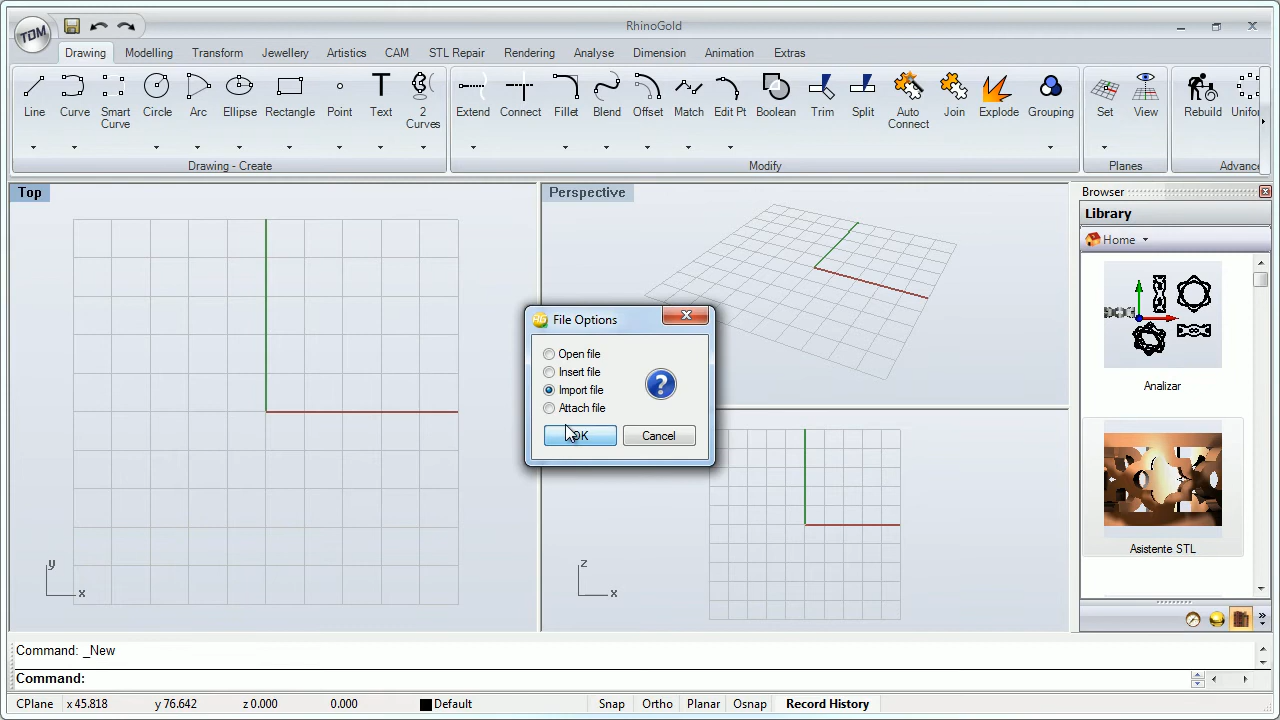 TDM
RhinoGold
Drawing Modelling Transform Jewellery Artistics CAM STL Repair Rendering Analyse Dimension Animation Extras
Line Curve Smart Curve Circle Arc Ellipse Rectangle Point Text 2 Curves
Extend Connect Fillet Blend Offset Match Edit Pt Boolean Trim Split Auto Connect Join Explode Grouping
Set View
Rebuild Unifor
Drawing - Create Modify Planes Advanc
Top
Perspective
Browser
Library
Home
Analizar
Asistente STL
File Options
Open file
Insert file
Import file
Attach file
OK Cancel
y
x
z
x
Command: _New
Command:
CPlane x 45.818 y 76.642 z 0.000 0.000 Default Snap Ortho Planar Osnap Record History